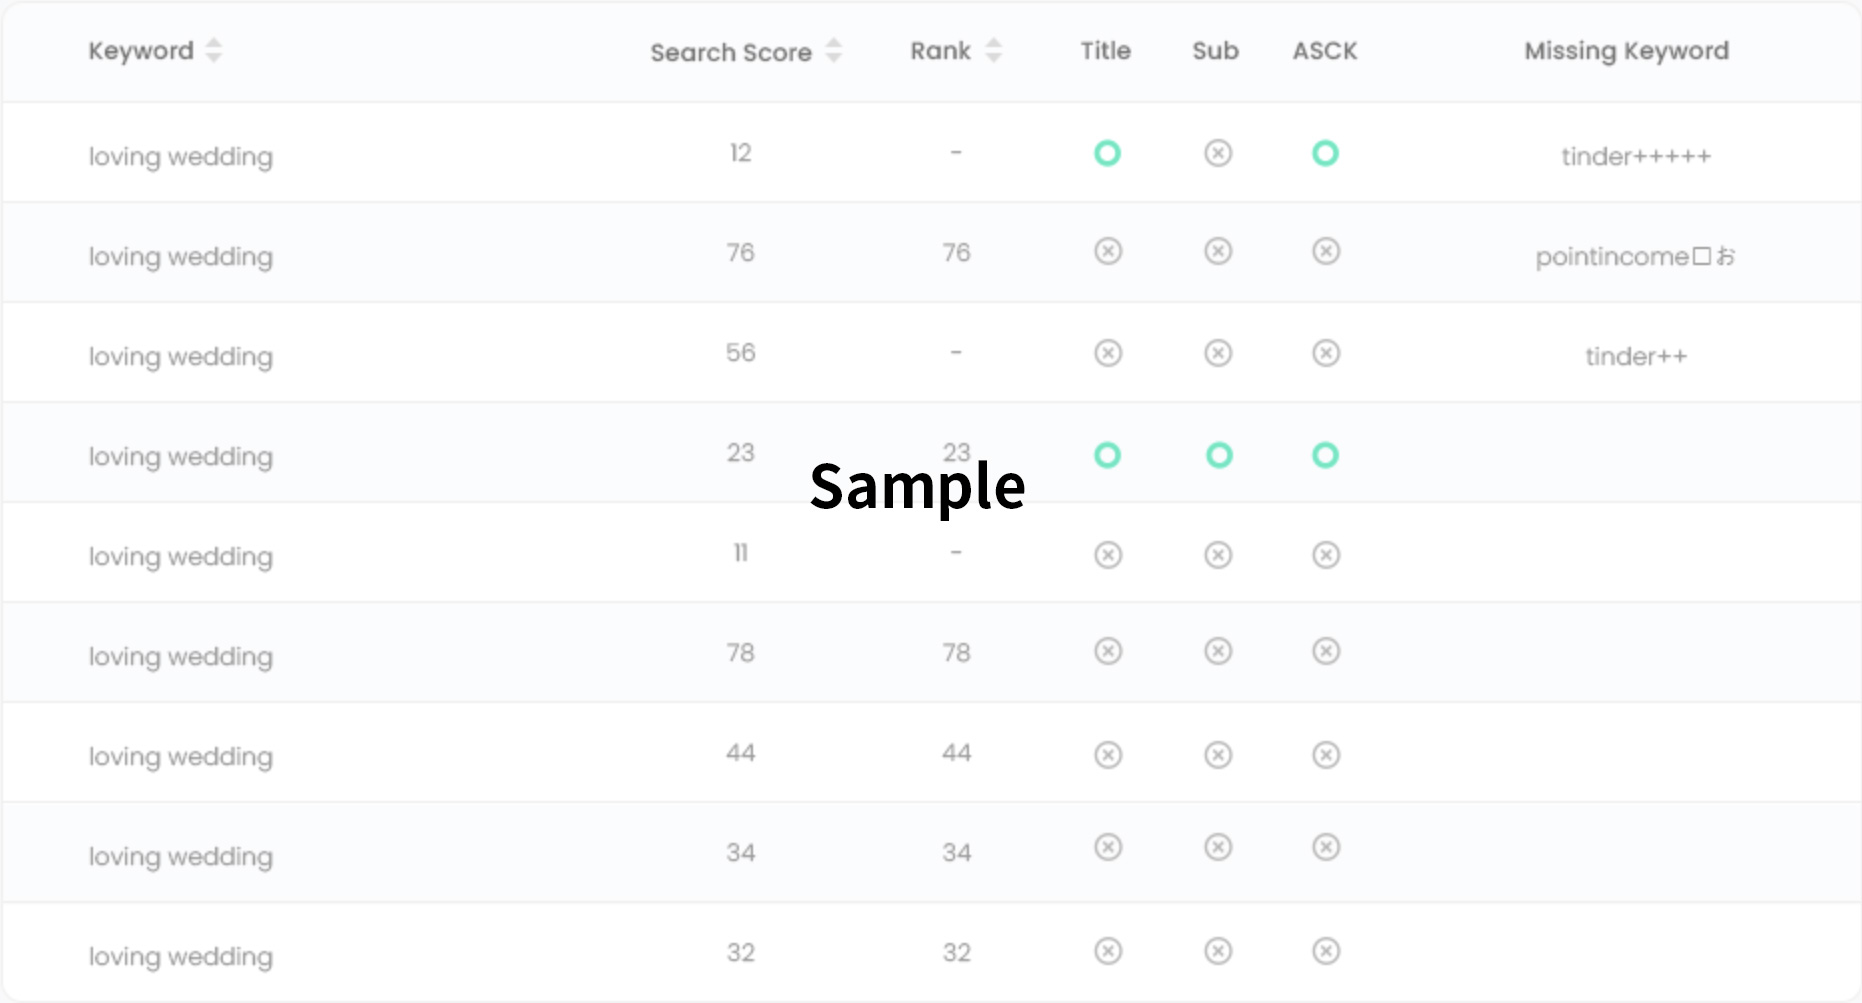 Keyword Search Score Rank Title Sub ASCK Missing Keyword
loving wedding 12 - tinder+++++
loving wedding 76 76 pointincome□お
loving wedding 56 - tinder++
loving wedding 23 23
Sample
loving wedding 11 -
loving wedding 78 78
loving wedding 44 44
loving wedding 34 34
loving wedding 32 32